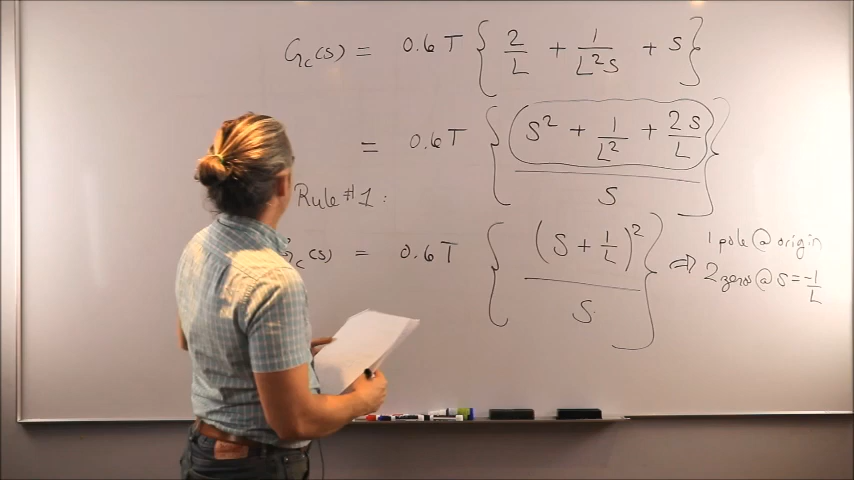 Gc(s) = 0.6T { 2/L + 1/L²s + s }
= 0.6T { (s² + 1/L² + 2s/L) / s }
Rule #1:
Gc(s) = 0.6T { (s + 1/L)² / s } ⇒ 1 pole @ origin
2 zeros @ s = -1/L